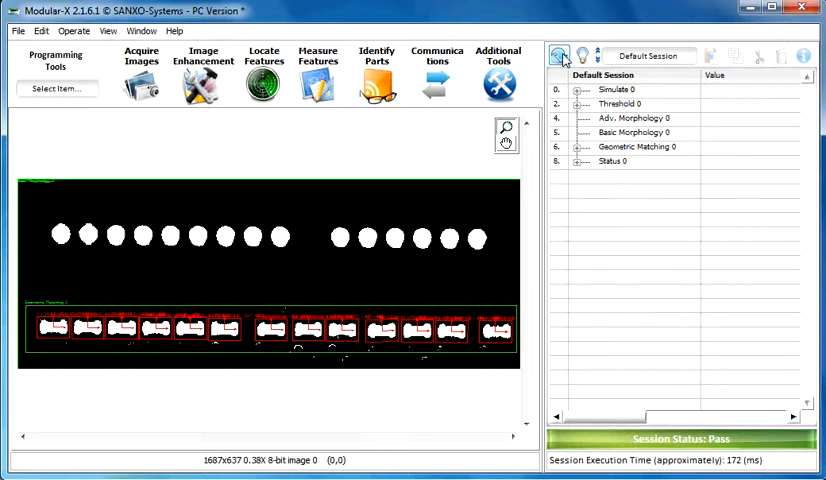 Modular-X 2.1.6.1 © SANXO-Systems - PC Version *
File Edit Operate View Window Help
Programming Tools
Select Item...
Acquire Images
Image Enhancement
Locate Features
Measure Features
Identify Parts
Communica tions
Additional Tools
Default Session
Default Session Value
0. Simulate 0
2. Threshold 0
4. Adv. Morphology 0
5. Basic Morphology 0
6. Geometric Matching 0
8. Status 0
Geometric Matching 0
1687x637 0.38X 8-bit image 0 (0,0)
Session Status: Pass
Session Execution Time (approximately): 172 (ms)